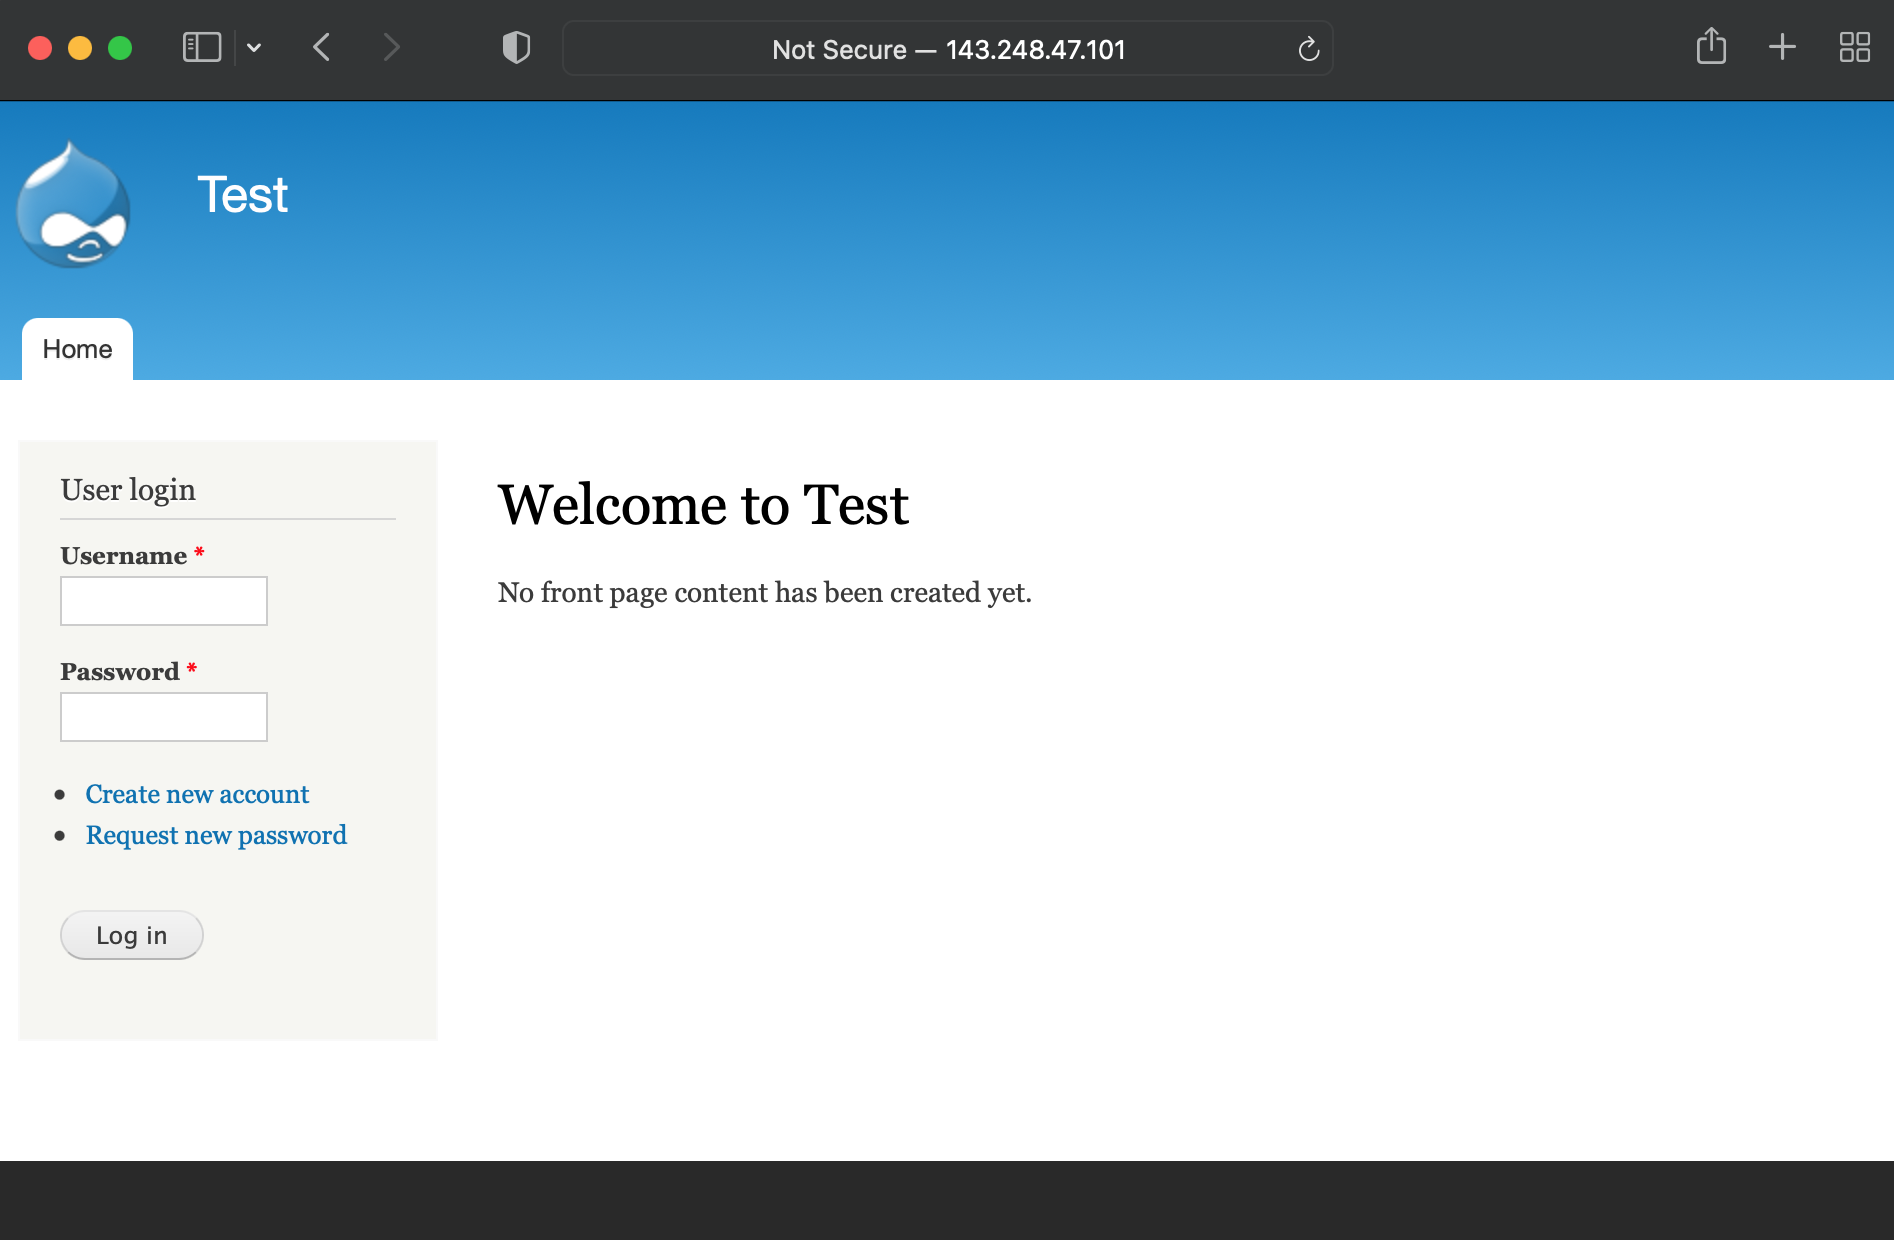 Not Secure — 143.248.47.101
Test
Home
User login
Username *
Password *
Create new account
Request new password
Log in
Welcome to Test
No front page content has been created yet.